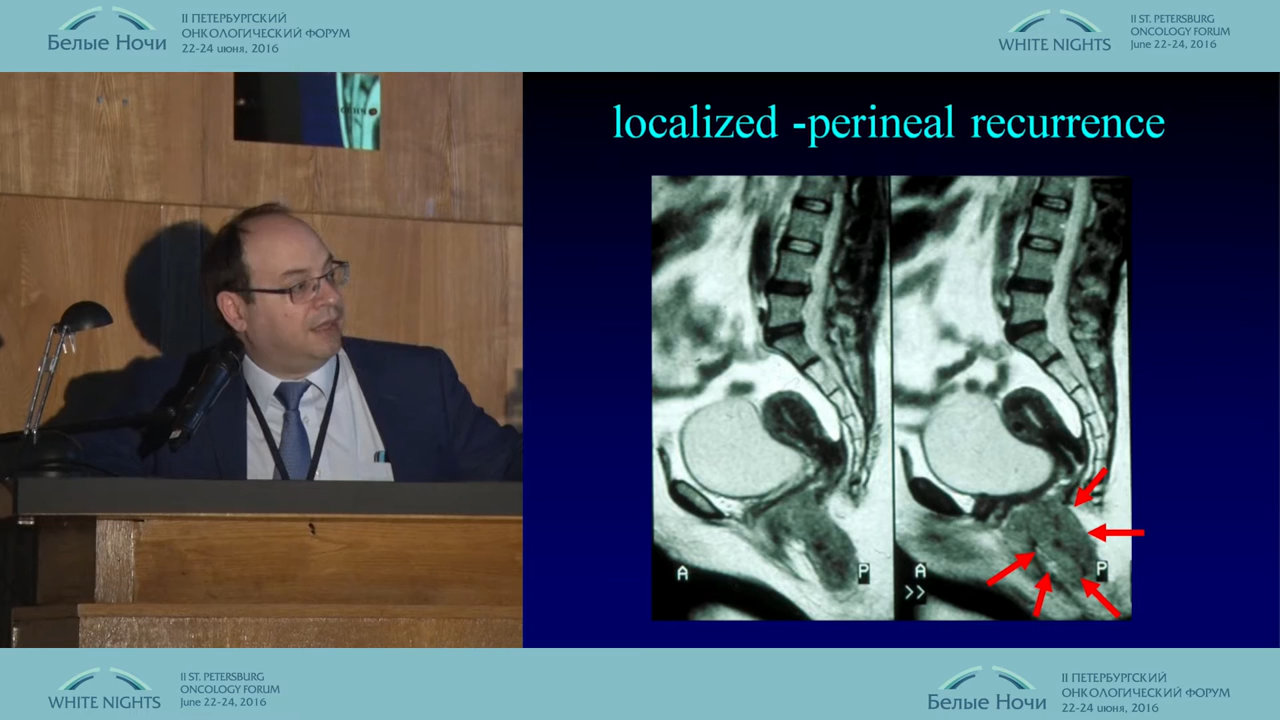 Белые Ночи
II ПЕТЕРБУРГСКИЙ
ОНКОЛОГИЧЕСКИЙ ФОРУМ
22-24 июня, 2016
WHITE NIGHTS
II ST. PETERSBURG
ONCOLOGY FORUM
June 22-24, 2016
localized -perineal recurrence
A
P
A
>>
P
WHITE NIGHTS
II ST. PETERSBURG
ONCOLOGY FORUM
June 22-24, 2016
Белые Ночи
II ПЕТЕРБУРГСКИЙ
ОНКОЛОГИЧЕСКИЙ ФОРУМ
22-24 июня, 2016